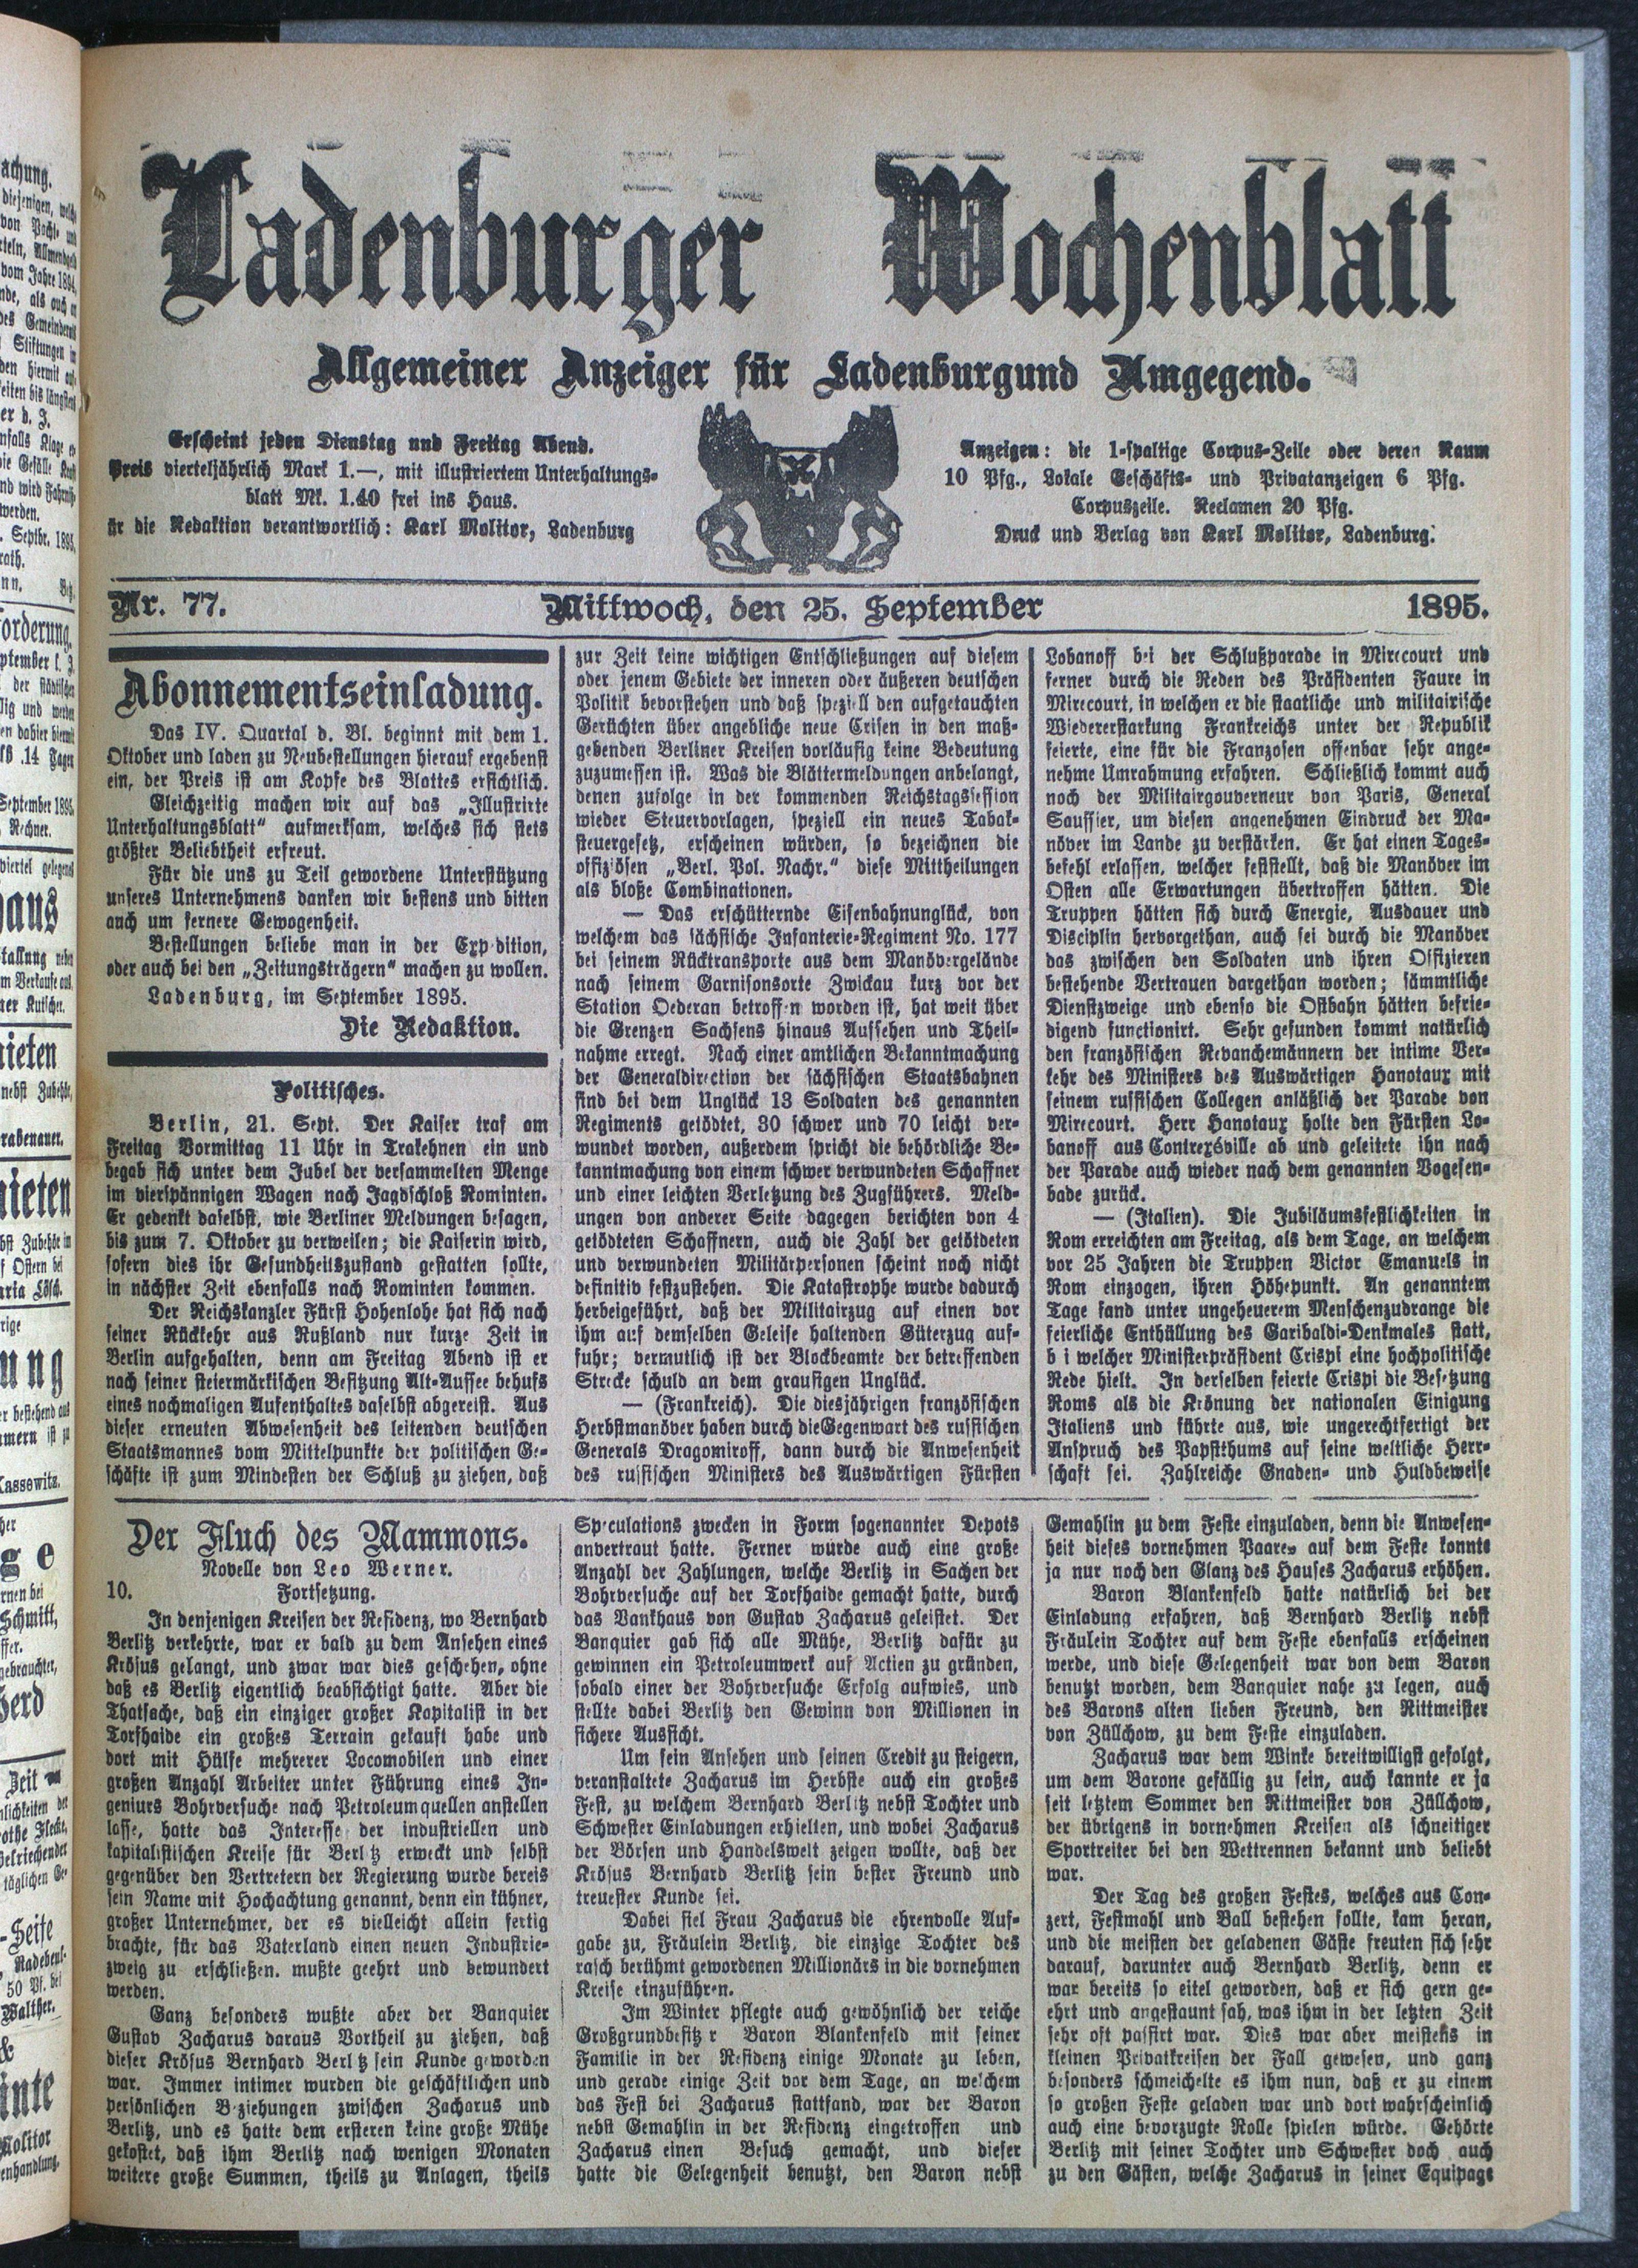 Ladenburger Wochenblatt
Allgemeiner Anzeiger für Ladenburgund Umgegend.
Erscheint jeden Dienstag und Freitag Abend.
Preis vierteljährlich Mark 1.—, mit illustriertem Unterhaltungs-
blatt Mk. 1.40 frei ins Haus.
ür die Redaktion verantwortlich: Karl Molitor, Ladenburg
Anzeigen: die 1-spaltige Corpus-Zeile oder deren Raum
10 Pfg., Lokale Geschäfts- und Privatanzeigen 6 Pfg.
Corpuszeile. Reclamen 20 Pfg.
Druck und Verlag von Karl Molitor, Ladenburg.
Nr. 77. Mittwoch, den 25. September 1895.
Abonnementseinladung.
Das IV. Quartal d. Bl. beginnt mit dem 1.
Oktober und laden zu Neubestellungen hierauf ergebenst
ein, der Preis ist am Kopfe des Blattes ersichtlich.
Gleichzeitig machen wir auf das „Illustrirte
Unterhaltungsblatt“ aufmerksam, welches sich stets
größter Beliebtheit erfreut.
Für die uns zu Teil gewordene Unterstützung
unseres Unternehmens danken wir bestens und bitten
auch um fernere Gewogenheit.
Bestellungen beliebe man in der Exp dition,
oder auch bei den „Zeitungsträgern“ machen zu wollen.
Ladenburg, im September 1895.
Die Redaktion.
Politisches.
Berlin, 21. Sept. Der Kaiser traf am
Freitag Vormittag 11 Uhr in Trakehnen ein und
begab sich unter dem Jubel der versammelten Menge
im vierspännigen Wagen nach Jagdschloß Rominten.
Er gedenkt daselbst, wie Berliner Meldungen besagen,
bis zum 7. Oktober zu verweilen; die Kaiserin wird,
sofern dies ihr Gesundheitszustand gestatten sollte,
in nächster Zeit ebenfalls nach Rominten kommen.
Der Reichskanzler Fürst Hohenlohe hat sich nach
seiner Rückkehr aus Rußland nur kurze Zeit in
Berlin aufgehalten, denn am Freitag Abend ist er
nach seiner steiermärkischen Besitzung Alt-Aussee behufs
eines nochmaligen Aufenthaltes daselbst abgereist. Aus
dieser erneuten Abwesenheit des leitenden deutschen
Staatsmannes vom Mittelpunkte der politischen Ge-
schäfte ist zum Mindesten der Schluß zu ziehen, daß
zur Zeit keine wichtigen Entschließungen auf diesem
oder jenem Gebiete der inneren oder äußeren deutschen
Politik bevorstehen und daß speziell den aufgetauchten
Gerüchten über angebliche neue Crisen in den maß-
gebenden Berliner Kreisen vorläufig keine Bedeutung
zuzumessen ist. Was die Blättermeldungen anbelangt,
denen zufolge in der kommenden Reichstagssession
wieder Steuervorlagen, speziell ein neues Tabak-
steuergesetz, erscheinen würden, so bezeichnen die
offiziösen „Berl. Pol. Nachr.“ diese Mittheilungen
als bloße Combinationen.
— Das erschütternde Eisenbahnunglück, von
welchem das sächsische Infanterie-Regiment No. 177
bei seinem Rücktransporte aus dem Manövergelände
nach seinem Garnisonsorte Zwickau kurz vor der
Station Oederan betroffen worden ist, hat weit über
die Grenzen Sachsens hinaus Aufsehen und Theil-
nahme erregt. Nach einer amtlichen Bekanntmachung
der Generaldirection der sächsischen Staatsbahnen
sind bei dem Unglück 13 Soldaten des genannten
Regiments getödtet, 30 schwer und 70 leicht ver-
wundet worden, außerdem spricht die behördliche Be-
kanntmachung von einem schwer verwundeten Schaffner
und einer leichten Verletzung des Zugführers. Meld-
ungen von anderer Seite dagegen berichten von 4
getödteten Schaffnern, auch die Zahl der getötdeten
und verwundeten Militärpersonen scheint noch nicht
definitiv festzustehen. Die Katastrophe wurde dadurch
herbeigeführt, daß der Militairzug auf einen vor
ihm auf demselben Geleise haltenden Güterzug auf-
fuhr; vermutlich ist der Blockbeamte der betreffenden
Strecke schuld an dem grausigen Unglück.
— (Frankreich). Die diesjährigen französischen
Herbstmanöver haben durch dieGegenwart des russischen
Generals Dragomiroff, dann durch die Anwesenheit
des russischen Ministers des Auswärtigen Fürsten
Lobanoff bei der Schlußparade in Mirecourt und
ferner durch die Reden des Präsidenten Faure in
Mirecourt, in welchen er die staatliche und militairische
Wiedererstarkung Frankreichs unter der Republik
feierte, eine für die Franzosen offenbar sehr ange-
nehme Umrahmung erfahren. Schließlich kommt auch
noch der Militairgouverneur von Paris, General
Saussier, um diesen angenehmen Eindruck der Ma-
növer im Lande zu verstärken. Er hat einen Tages-
befehl erlassen, welcher feststellt, daß die Manöver im
Osten alle Erwartungen übertroffen hätten. Die
Truppen hätten sich durch Energie, Ausdauer und
Disciplin hervorgethan, auch sei durch die Manöver
das zwischen den Soldaten und ihren Offizieren
bestehende Vertrauen dargethan worden; sämmtliche
Dienstzweige und ebenso die Ostbahn hätten befrie-
digend functionirt. Sehr gefunden kommt natürlich
den französischen Revanchemännern der intime Ver-
kehr des Ministers des Auswärtigen Hanotaux mit
seinem russischen Collegen anläßlich der Parade von
Mirecourt. Herr Hanotaux holte den Fürsten Lo-
banoff aus Contrexéville ab und geleitete ihn nach
der Parade auch wieder nach dem genannten Vogesen-
bade zurück.
— (Italien). Die Jubiläumsfestlichkeiten in
Rom erreichten am Freitag, als dem Tage, an welchem
vor 25 Jahren die Truppen Victor Emanuels in
Rom einzogen, ihren Höhepunkt. An genanntem
Tage fand unter ungeheuerem Menschenzudrange die
feierliche Enthüllung des Garibaldi-Denkmales statt,
b i welcher Ministerpräsident Crispi eine hochpolitische
Rede hielt. In derselben feierte Crispi die Besetzung
Roms als die Krönung der nationalen Einigung
Italiens und führte aus, wie ungerechtfertigt der
Anspruch des Papstthums auf seine weltliche Herr-
schaft sei. Zahlreiche Gnaden- und Huldbeweise
Der Fluch des Mammons.
Novelle von Leo Werner.
10. Fortsetzung.
In denjenigen Kreisen der Residenz, wo Bernhard
Berlitz verkehrte, war er bald zu dem Ansehen eines
Krösus gelangt, und zwar war dies geschehen, ohne
daß es Berlitz eigentlich beabsichtigt hatte. Aber die
Thatsache, daß ein einziger großer Kapitalist in der
Torfhaide ein großes Terrain gekauft habe und
dort mit Hülfe mehrerer Locomobilen und einer
großen Anzahl Arbeiter unter Führung eines In-
geniurs Bohrversuche nach Petroleumquellen anstellen
lasse, hatte das Interesse der industriellen und
kapitalistischen Kreise für Berl tz erweckt und selbst
gegenüber den Vertretern der Regierung wurde bereis
sein Name mit Hochachtung genannt, denn ein kühner,
großer Unternehmer, der es vielleicht allein fertig
brachte, für das Vaterland einen neuen Industrie-
zweig zu erschließen. mußte geehrt und bewundert
werden.
Ganz besonders wußte aber der Banquier
Gustav Zacharus daraus Vortheil zu ziehen, daß
dieser Krösus Bernhard Berl tz sein Kunde geworden
war. Immer intimer wurden die geschäftlichen und
persönlichen Beziehungen zwischen Zacharus und
Berlitz, und es hatte dem ersteren keine große Mühe
gekostet, daß ihm Berlitz nach wenigen Monaten
weitere große Summen, theils zu Anlagen, theils
Speculations zwecken in Form sogenannter Depots
anvertraut hatte. Ferner wurde auch eine große
Anzahl der Zahlungen, welche Berlitz in Sachen der
Bohrversuche auf der Torfhaide gemacht hatte, durch
das Bankhaus von Gustav Zacharus geleistet. Der
Banquier gab sich alle Mühe, Berlitz dafür zu
gewinnen ein Petroleumwerk auf Actien zu gründen,
sobald einer der Bohrversuche Erfolg aufwies, und
stellte dabei Berlitz den Gewinn von Millionen in
sichere Aussicht.
Um sein Ansehen und seinen Credit zu steigern,
veranstaltete Zacharus im Herbste auch ein großes
Fest, zu welchem Bernhard Berlitz nebst Tochter und
Schwester Einladungen erhielten, und wobei Zacharus
der Börsen und Handelswelt zeigen wollte, daß der
Krösus Bernhard Berlitz sein bester Freund und
treuester Kunde sei.
Dabei fiel Frau Zacharus die ehrenvolle Auf-
gabe zu, Fräulein Berlitz, die einzige Tochter des
rasch berühmt gewordenen Millionärs in die vornehmen
Kreise einzuführen.
Im Winter pflegte auch gewöhnlich der reiche
Großgrundbesitz r Baron Blankenfeld mit seiner
Familie in der Residenz einige Monate zu leben,
und gerade einige Zeit vor dem Tage, an welchem
das Fest bei Zacharus stattfand, war der Baron
nebst Gemahlin in der Residenz eingetroffen und
Zacharus einen Besuch gemacht, und dieser
hatte die Gelegenheit benutzt, den Baron nebst
Gemahlin zu dem Feste einzuladen, denn die Anwesen-
heit dieses vornehmen Paares auf dem Feste konnte
ja nur noch den Glanz des Hauses Zacharus erhöhen.
Baron Blankenfeld hatte natürlich bei der
Einladung erfahren, daß Bernhard Berlitz nebst
Fräulein Tochter auf dem Feste ebenfalls erscheinen
werde, und diese Gelegenheit war von dem Baron
benutzt worden, dem Banquier nahe zu legen, auch
des Barons alten lieben Freund, den Rittmeister
von Züllchow, zu dem Feste einzuladen.
Zacharus war dem Winke bereitwilligst gefolgt,
um dem Barone gefällig zu sein, auch kannte er ja
seit letztem Sommer den Rittmeister von Züllchow,
der übrigens in vornehmen Kreisen als schneitiger
Sportreiter bei den Wettrennen bekannt und beliebt
war.
Der Tag des großen Festes, welches aus Con-
zert, Festmahl und Ball bestehen sollte, kam heran,
und die meisten der geladenen Gäste freuten sich sehr
darauf, darunter auch Bernhard Berlitz, denn er
war bereits so eitel geworden, daß er sich gern ge-
ehrt und angestaunt sah, was ihm in der letzten Zeit
sehr oft passirt war. Dies war aber meistens in
kleinen Privatkreisen der Fall gewesen, und ganz
besonders schmeichelte es ihm nun, daß er zu einem
so großen Feste geladen war und dort wahrscheinlich
auch eine bevorzugte Rolle spielen würde. Gehörte
Berlitz mit seiner Tochter und Schwester doch auch
zu den Gästen, welche Zacharus in seiner Equipage